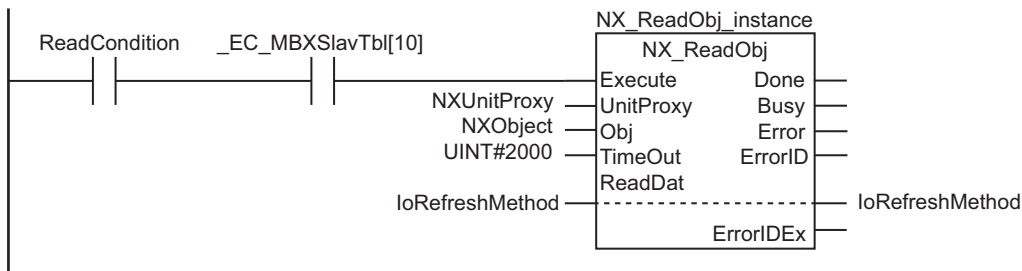 NX_ReadObj_instance
ReadCondition _EC_MBXSlavTbl[10] NX_ReadObj
Execute Done
NXUnitProxy UnitProxy Busy
NXObject Obj Error
UINT#2000 TimeOut ErrorID
ReadDat
IoRefreshMethod IoRefreshMethod
ErrorIDEx